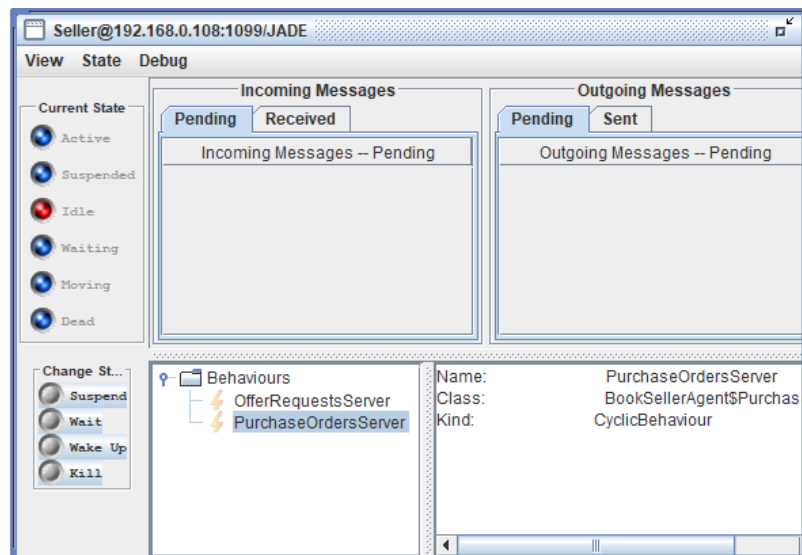 Seller@192.168.0.108:1099/JADE
View State Debug
Current State
Active
Suspended
Idle
Waiting
Moving
Dead
Incoming Messages
Pending Received
Incoming Messages -- Pending
Outgoing Messages
Pending Sent
Outgoing Messages -- Pending
Change St...
Suspend
Wait
Wake Up
Kill
Behaviours
OfferRequestsServer
PurchaseOrdersServer
Name: PurchaseOrdersServer
Class: BookSellerAgent$Purchas
Kind: CyclicBehaviour